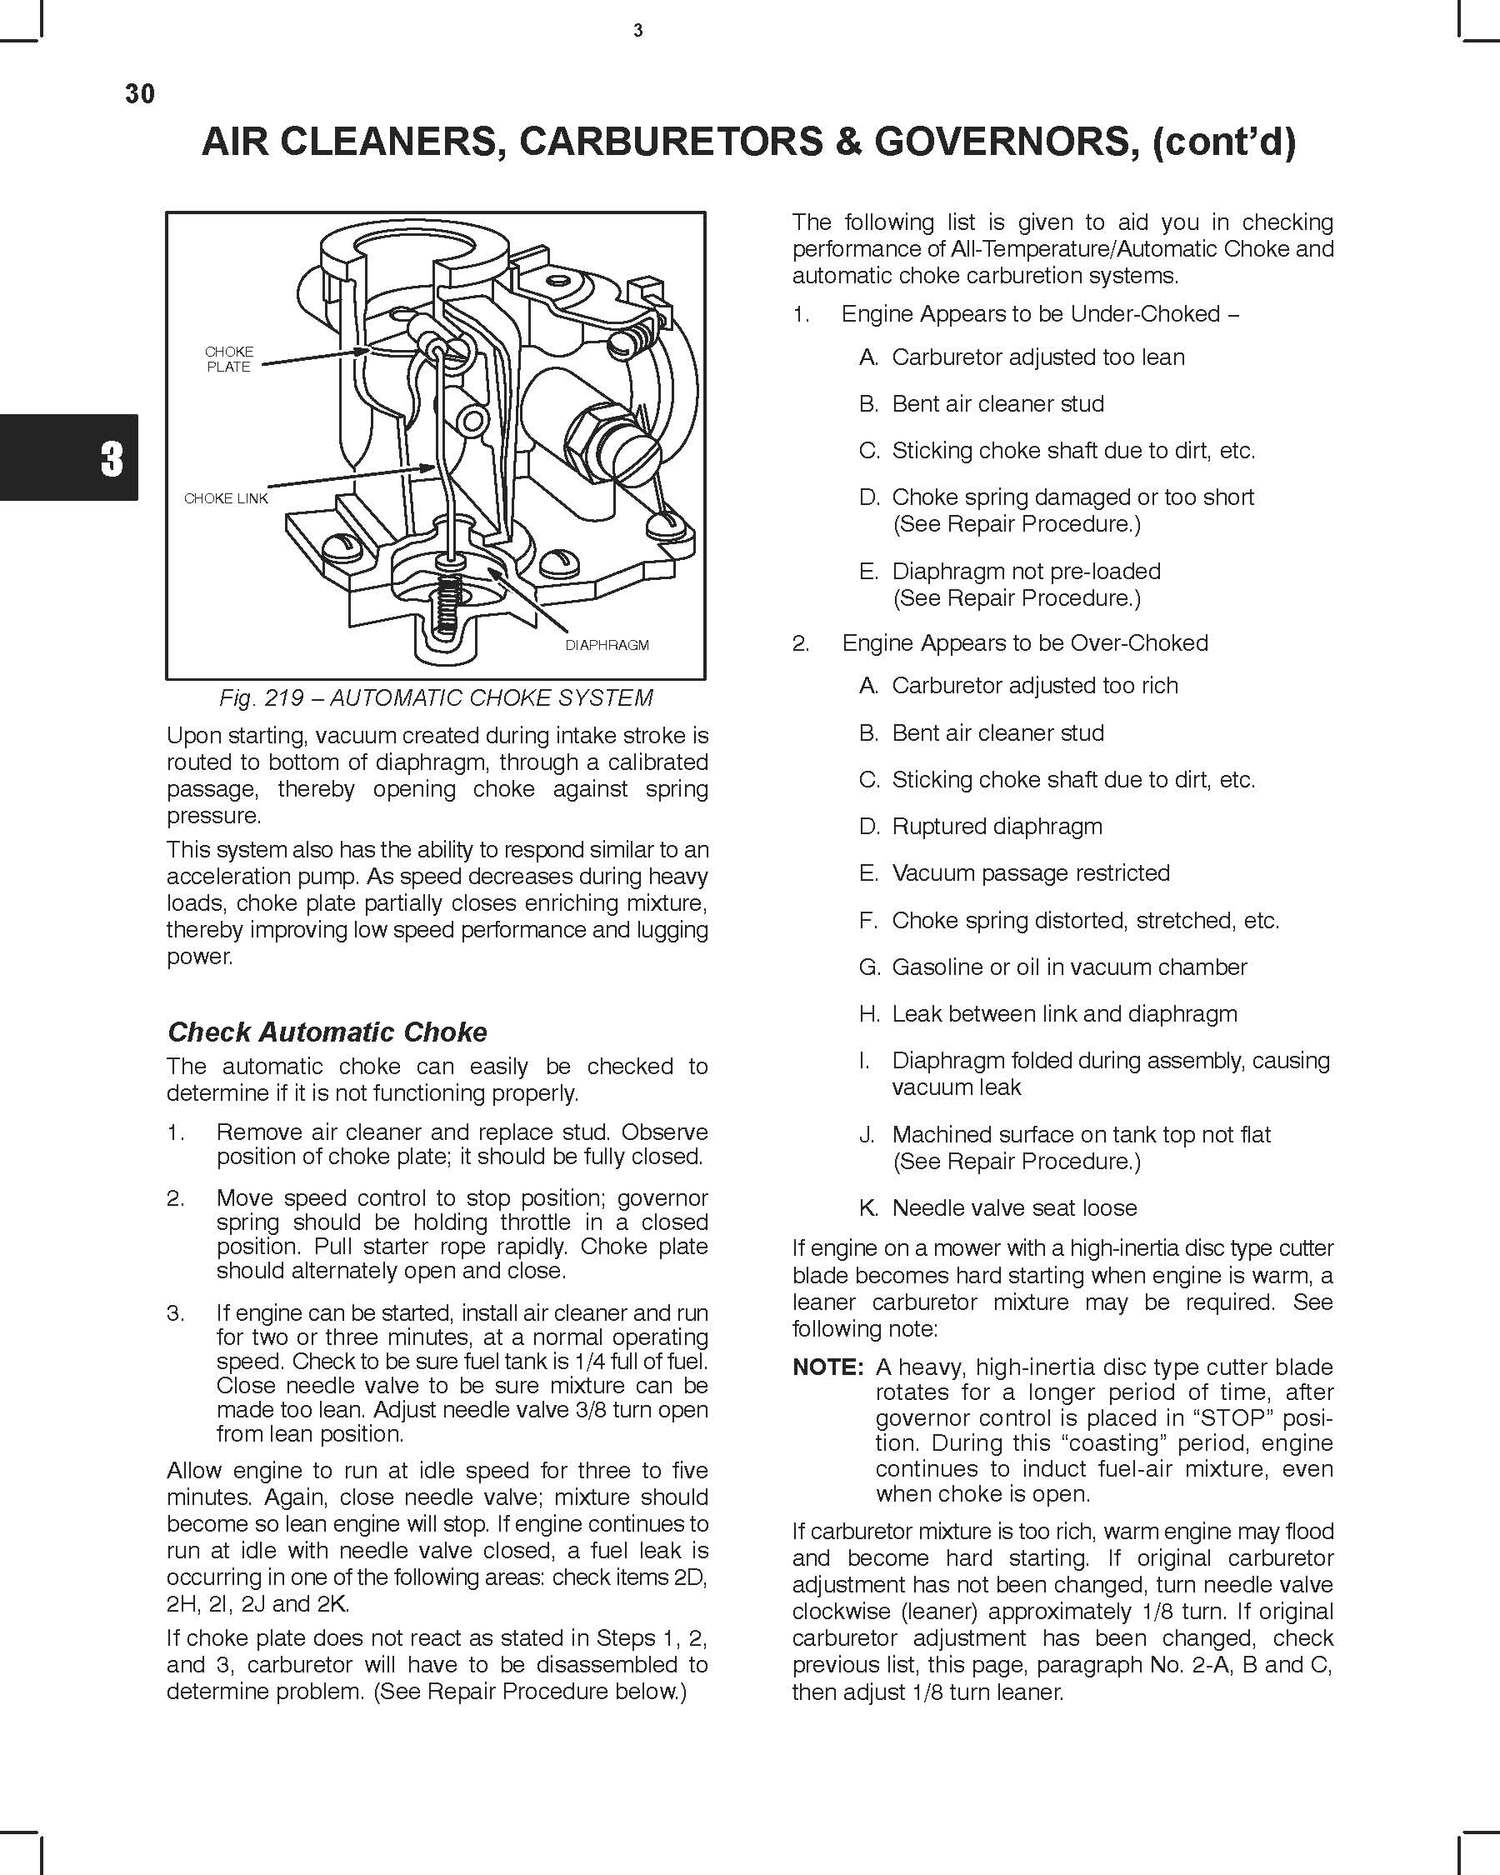 3
30
AIR CLEANERS, CARBURETORS & GOVERNORS, (cont’d)
3
CHOKE
PLATE
CHOKE LINK
DIAPHRAGM
Fig. 219 – AUTOMATIC CHOKE SYSTEM
Upon starting, vacuum created during intake stroke is
routed to bottom of diaphragm, through a calibrated
passage, thereby opening choke against spring
pressure.
This system also has the ability to respond similar to an
acceleration pump. As speed decreases during heavy
loads, choke plate partially closes enriching mixture,
thereby improving low speed performance and lugging
power.
Check Automatic Choke
The automatic choke can easily be checked to
determine if it is not functioning properly.
1. Remove air cleaner and replace stud. Observe
position of choke plate; it should be fully closed.
2. Move speed control to stop position; governor
spring should be holding throttle in a closed
position. Pull starter rope rapidly. Choke plate
should alternately open and close.
3. If engine can be started, install air cleaner and run
for two or three minutes, at a normal operating
speed. Check to be sure fuel tank is 1/4 full of fuel.
Close needle valve to be sure mixture can be
made too lean. Adjust needle valve 3/8 turn open
from lean position.
Allow engine to run at idle speed for three to five
minutes. Again, close needle valve; mixture should
become so lean engine will stop. If engine continues to
run at idle with needle valve closed, a fuel leak is
occurring in one of the following areas: check items 2D,
2H, 2I, 2J and 2K.
If choke plate does not react as stated in Steps 1, 2,
and 3, carburetor will have to be disassembled to
determine problem. (See Repair Procedure below.)
The following list is given to aid you in checking
performance of All-Temperature/Automatic Choke and
automatic choke carburetion systems.
1. Engine Appears to be Under-Choked –
A. Carburetor adjusted too lean
B. Bent air cleaner stud
C. Sticking choke shaft due to dirt, etc.
D. Choke spring damaged or too short
(See Repair Procedure.)
E. Diaphragm not pre-loaded
(See Repair Procedure.)
2. Engine Appears to be Over-Choked
A. Carburetor adjusted too rich
B. Bent air cleaner stud
C. Sticking choke shaft due to dirt, etc.
D. Ruptured diaphragm
E. Vacuum passage restricted
F. Choke spring distorted, stretched, etc.
G. Gasoline or oil in vacuum chamber
H. Leak between link and diaphragm
I. Diaphragm folded during assembly, causing
vacuum leak
J. Machined surface on tank top not flat
(See Repair Procedure.)
K. Needle valve seat loose
If engine on a mower with a high-inertia disc type cutter
blade becomes hard starting when engine is warm, a
leaner carburetor mixture may be required. See
following note:
NOTE: A heavy, high-inertia disc type cutter blade
rotates for a longer period of time, after
governor control is placed in “STOP” posi-
tion. During this “coasting” period, engine
continues to induct fuel-air mixture, even
when choke is open.
If carburetor mixture is too rich, warm engine may flood
and become hard starting. If original carburetor
adjustment has not been changed, turn needle valve
clockwise (leaner) approximately 1/8 turn. If original
carburetor adjustment has been changed, check
previous list, this page, paragraph No. 2-A, B and C,
then adjust 1/8 turn leaner.